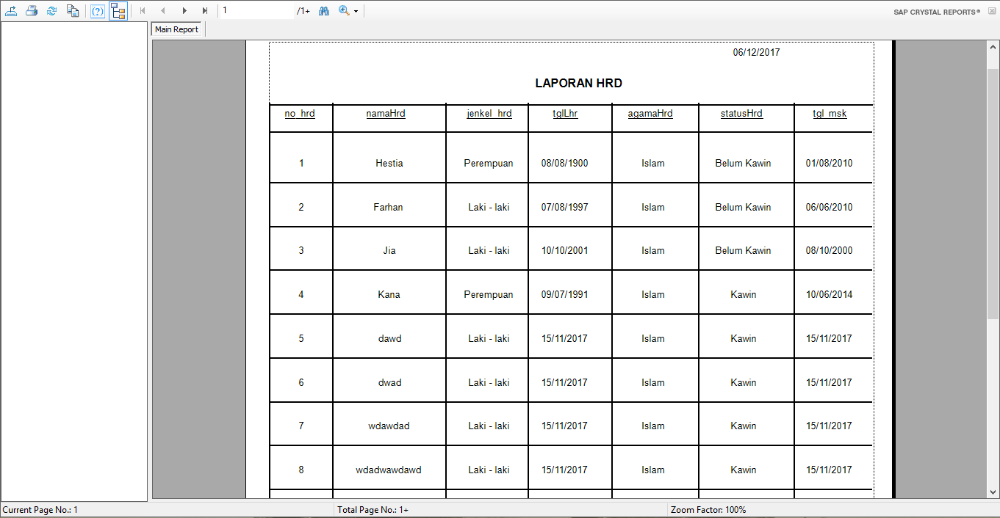 1 /1+ SAP CRYSTAL REPORTS®
Main Report
06/12/2017
LAPORAN HRD
no_hrd namaHrd jenkel_hrd tglLhr agamaHrd statusHrd tgl_msk
1 Hestia Perempuan 08/08/1900 Islam Belum Kawin 01/08/2010
2 Farhan Laki - laki 07/08/1997 Islam Belum Kawin 06/06/2010
3 Jia Laki - laki 10/10/2001 Islam Belum Kawin 08/10/2000
4 Kana Perempuan 09/07/1991 Islam Kawin 10/06/2014
5 dawd Laki - laki 15/11/2017 Islam Kawin 15/11/2017
6 dwad Laki - laki 15/11/2017 Islam Kawin 15/11/2017
7 wdawdad Laki - laki 15/11/2017 Islam Kawin 15/11/2017
8 wdadwawdawd Laki - laki 15/11/2017 Islam Kawin 15/11/2017
Current Page No.: 1 Total Page No.: 1+ Zoom Factor: 100%